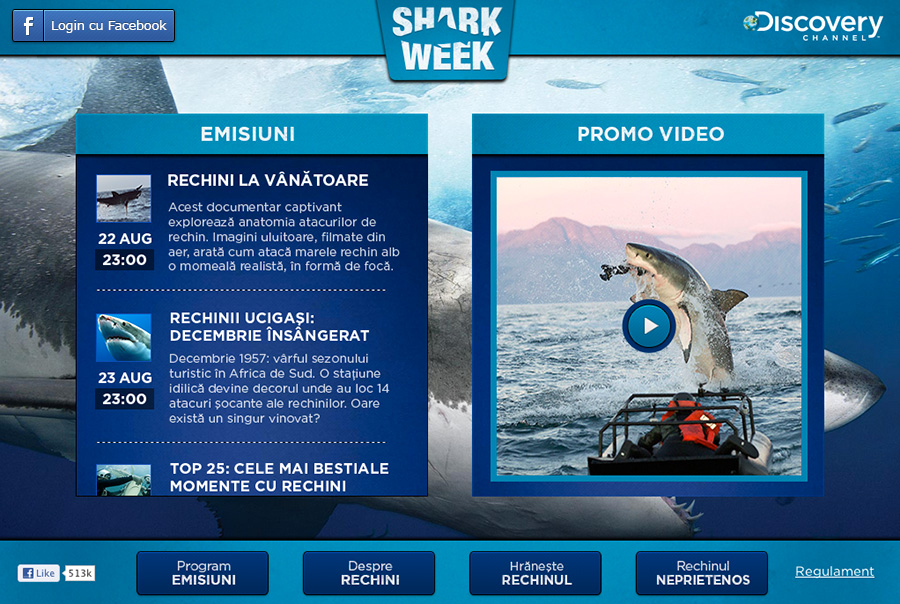 f Login cu Facebook
SHARK
WEEK
Discovery
CHANNEL
EMISIUNI
22 AUG
23:00
RECHINI LA VÂNĂTOARE
Acest documentar captivant
explorează anatomia atacurilor de
rechin. Imagini uluitoare, filmate din
aer, arată cum atacă marele rechin alb
o momeală realistă, în formă de focă.
23 AUG
23:00
RECHINII UCIGAȘI:
DECEMBRIE ÎNSÂNGERAT
Decembrie 1957: vârful sezonului
turistic în Africa de Sud. O stațiune
idilică devine decorul unde au loc 14
atacuri șocante ale rechinilor. Oare
există un singur vinovat?
TOP 25: CELE MAI BESTIALE
MOMENTE CU RECHINI
PROMO VIDEO
f Like 513k
Program
EMISIUNI
Despre
RECHINI
Hrănește
RECHINUL
Rechinul
NEPRIETENOS
Regulament